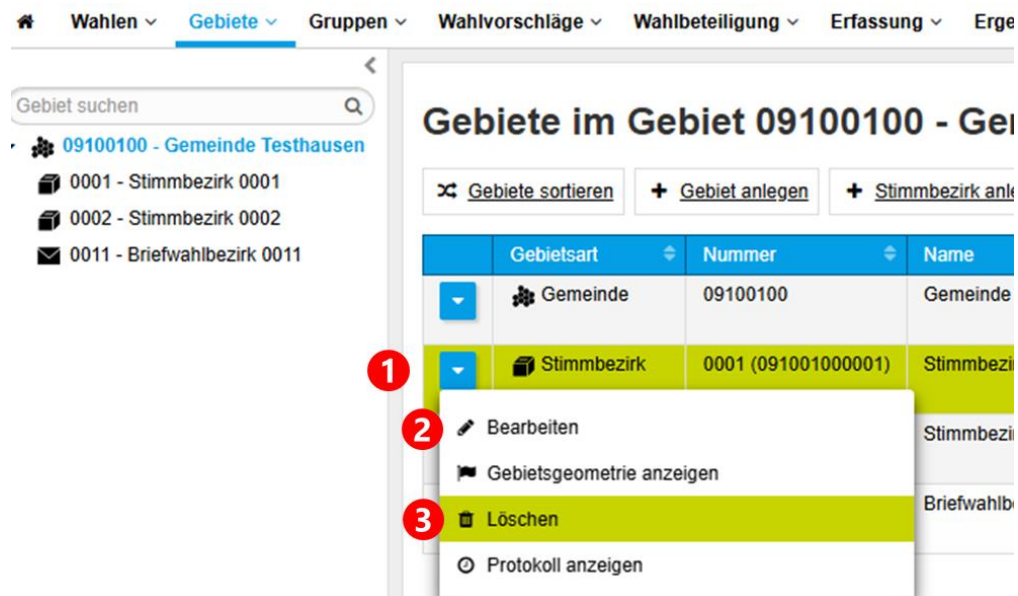 Wahlen Gebiete Gruppen Wahlvorschläge Wahlbeteiligung Erfassung
Gebiet suchen
09100100 - Gemeinde Testhausen
0001 - Stimmbezirk 0001
0002 - Stimmbezirk 0002
0011 - Briefwahlbezirk 0011
Gebiete im Gebiet 09100100 -
Gebiete sortieren Gebiet anlegen Stimmbezirk
Gebietsart Nummer Name
Gemeinde 09100100 Gemeinde
1 Stimmbezirk 0001 (091001000001)
2 Bearbeiten
Gebietsgeometrie anzeigen
3 Löschen
Protokoll anzeigen